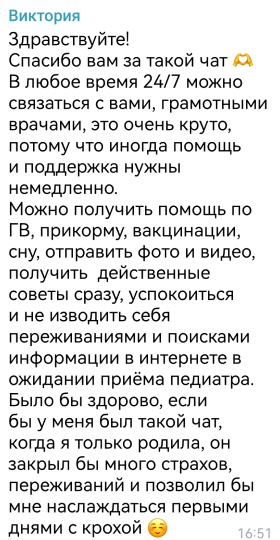 Виктория
Здравствуйте!
Спасибо вам за такой чат 🫶
В любое время 24/7 можно
связаться с вами, грамотными
врачами, это очень круто,
потому что иногда помощь
и поддержка нужны
немедленно.
Можно получить помощь по
ГВ, прикорму, вакцинации,
сну, отправить фото и видео,
получить  действенные
советы сразу, успокоиться
и не изводить себя
переживаниями и поисками
информации в интернете в
ожидании приёма педиатра.
Было бы здорово, если
бы у меня был такой чат,
когда я только родила, он
закрыл бы много страхов,
переживаний и позволил бы
мне наслаждаться первыми
днями с крохой ☺️
16:51